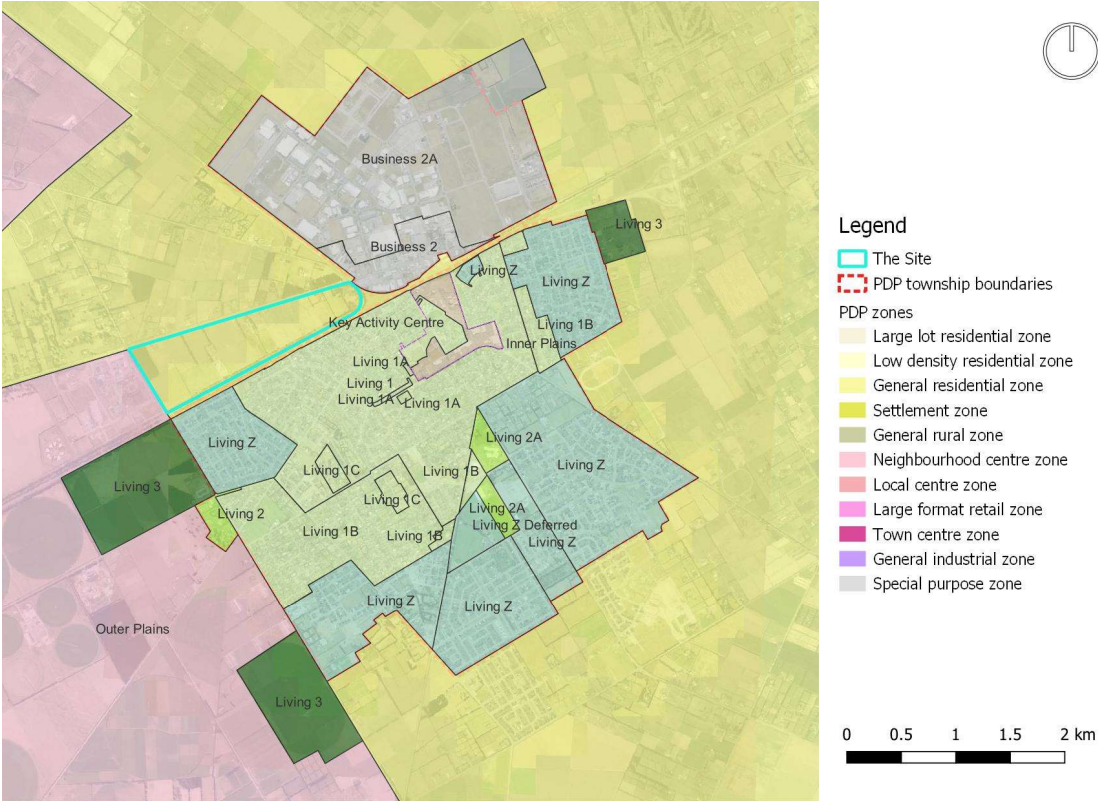 Business 2A
Business 2
Living 3
Living Z
Living Z
Key Activity Centre
Living 1B
Inner Plains
Living 1A
Living 1
Living 1A
Living 1A
Living Z
Living 2A
Living Z
Living 3
Living 1C
Living 1B
Living 1C
Living 2
Living 2A
Living Z Deferred
Living 1B
Living 1B
Living Z
Living Z
Living Z
Outer Plains
Living 3
Legend
The Site
PDP township boundaries
PDP zones
Large lot residential zone
Low density residential zone
General residential zone
Settlement zone
General rural zone
Neighbourhood centre zone
Local centre zone
Large format retail zone
Town centre zone
General industrial zone
Special purpose zone
0 0.5 1 1.5 2 km